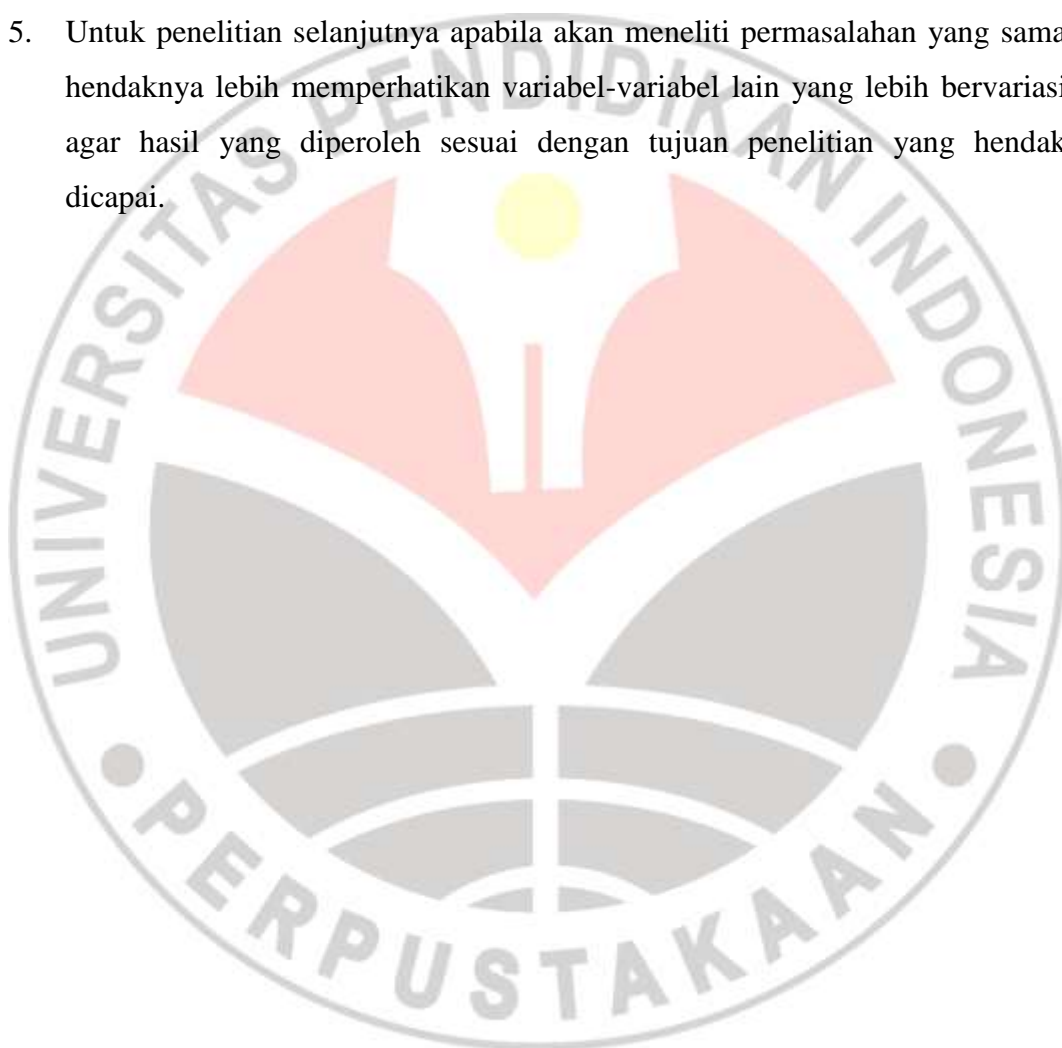 5. Untuk penelitian selanjutnya apabila akan meneliti permasalahan yang sama
hendaknya lebih memperhatikan variabel-variabel lain yang lebih bervariasi
agar hasil yang diperoleh sesuai dengan tujuan penelitian yang hendak
dicapai.
UNIVERSITAS PENDIDIKAN INDONESIA
PERPUSTAKAAN